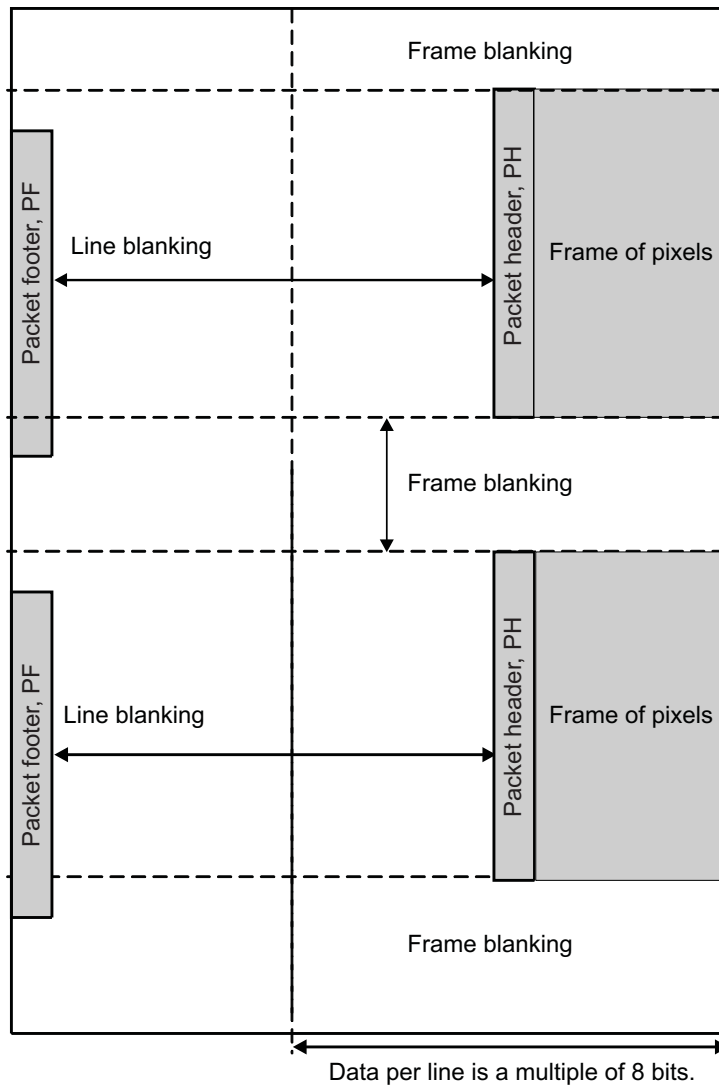 Frame blanking
Packet footer, PF
Line blanking
Packet header, PH
Frame of pixels
Frame blanking
Packet footer, PF
Line blanking
Packet header, PH
Frame of pixels
Frame blanking
Data per line is a multiple of 8 bits.